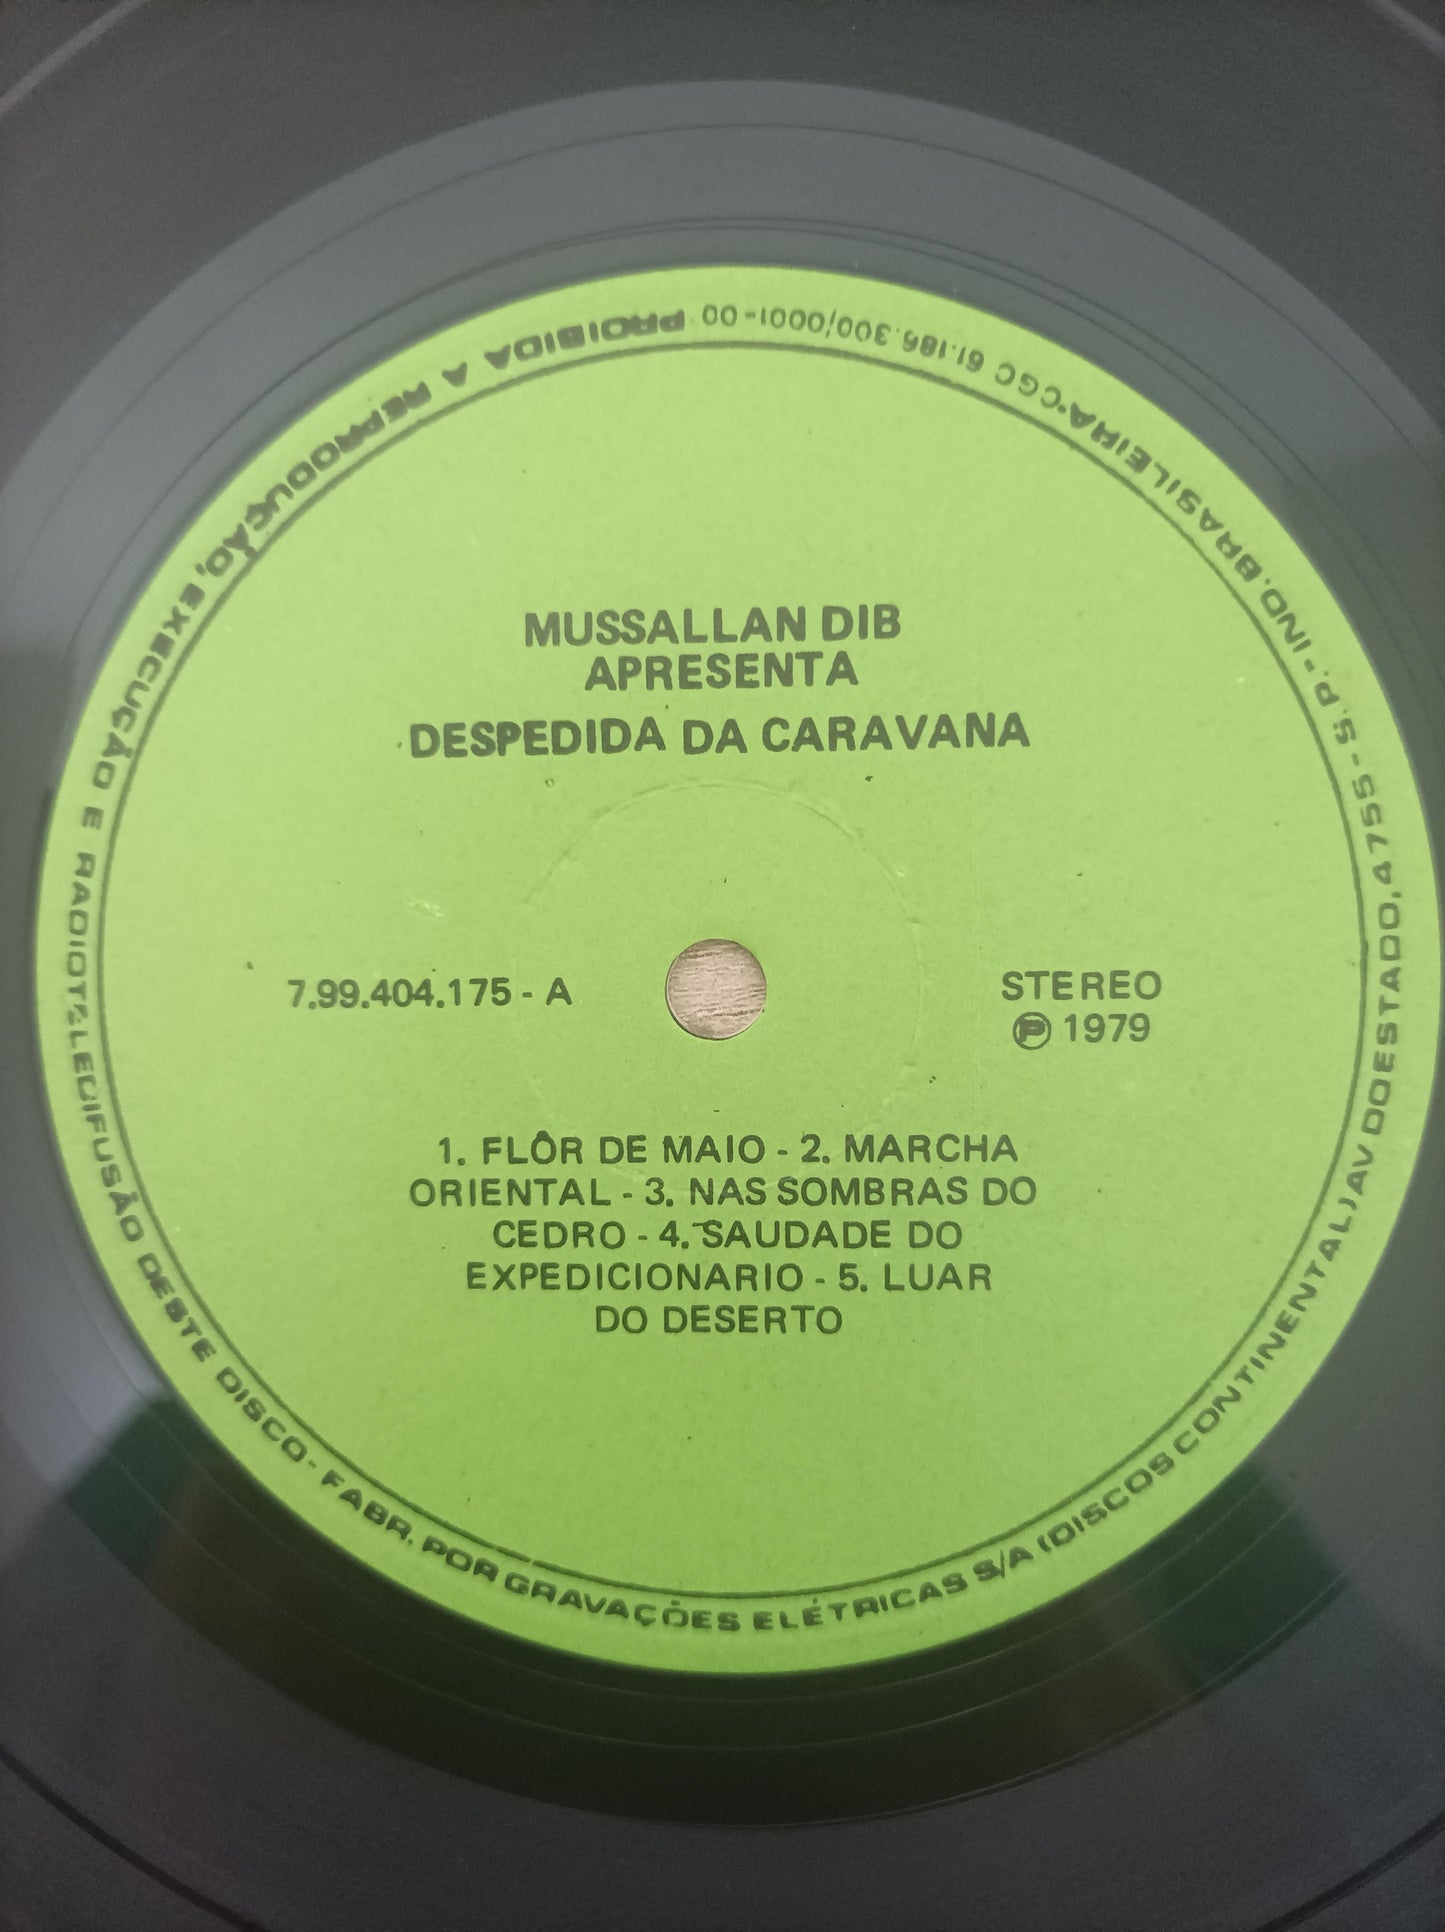 MUSSALLAN DIB
APRESENTA
DESPEDIDA DA CARAVANA
7.99.404.175 - A
STEREO
Ⓟ 1979
1. FLÔR DE MAIO - 2. MARCHA
ORIENTAL - 3. NAS SOMBRAS DO
CEDRO - 4. SAUDADE DO
EXPEDICIONARIO - 5. LUAR
DO DESERTO
PROIBIDA A REPRODUÇÃO, EXECUÇÃO E RADIOTELEDIFUSÃO DESTE DISCO - FABR. POR GRAVAÇÕES ELÉTRICAS S/A (DISCOS CONTINENTAL) AV DO ESTADO, 4755 - S.P. - IND. BRASILEIRA · CGC 61.186.300/0001-00